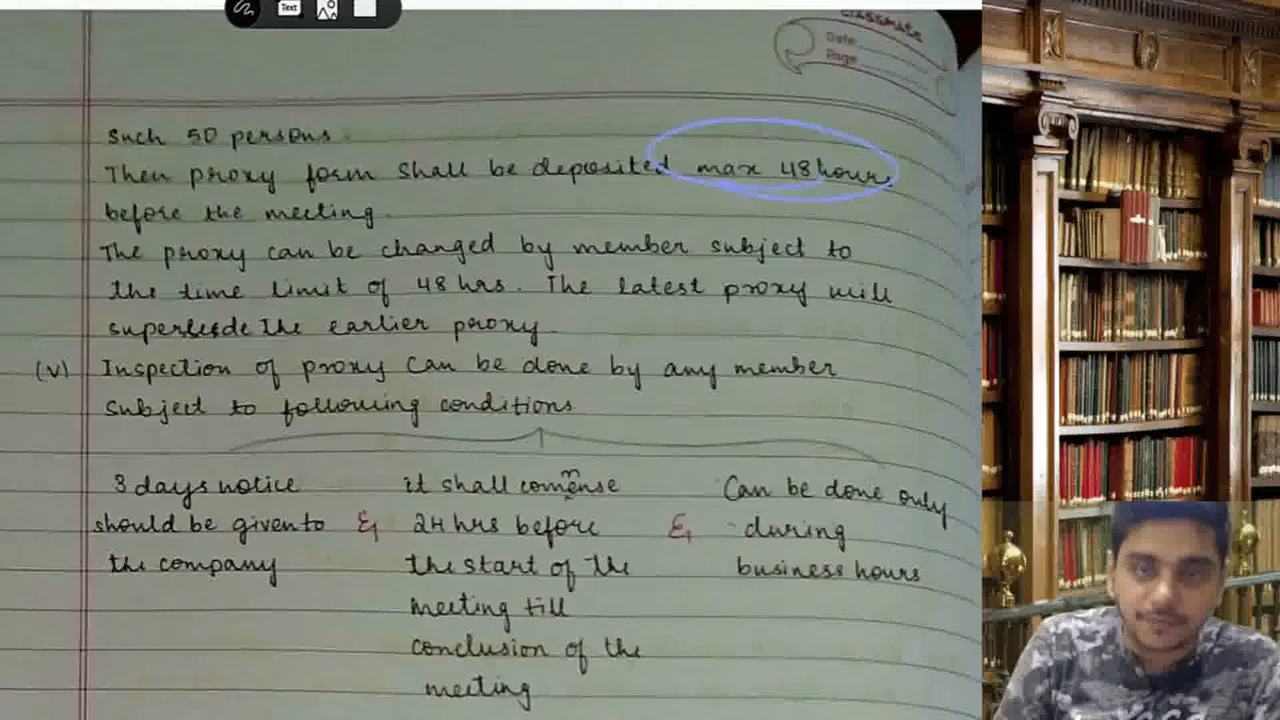 Text
classmate
Date
Page
Such 50 persons.
Then proxy form shall be deposited max 48 hours
before the meeting.
The proxy can be changed by member subject to
the time limit of 48 hrs. The latest proxy will
supersede the earlier proxy.
(v) Inspection of proxy can be done by any member
subject to following conditions
3 days notice
should be given to
the company
&
it shall commense
24 hrs before
the start of the
meeting till
conclusion of the
meeting
&
Can be done only
during
business hours